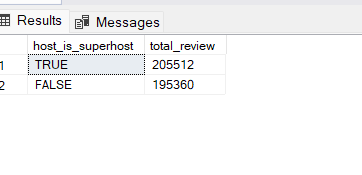 Results Messages
host_is_superhost total_review
1 TRUE 205512
2 FALSE 195360